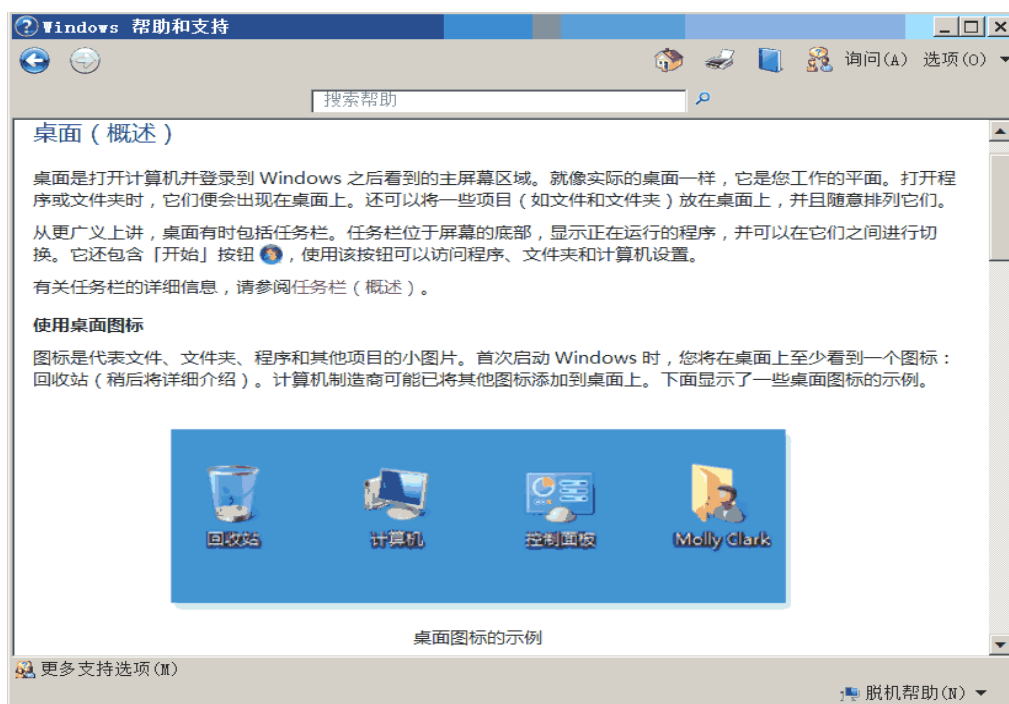 Windows 帮助和支持
询问(A) 选项(O)
搜索帮助
桌面（概述）
桌面是打开计算机并登录到 Windows 之后看到的主屏幕区域。就像实际的桌面一样，它是您工作的平面。打开程
序或文件夹时，它们便会出现在桌面上。还可以将一些项目（如文件和文件夹）放在桌面上，并且随意排列它们。
从更广义上讲，桌面有时包括任务栏。任务栏位于屏幕的底部，显示正在运行的程序，并可以在它们之间进行切
换。它还包含「开始」按钮，使用该按钮可以访问程序、文件夹和计算机设置。
有关任务栏的详细信息，请参阅任务栏（概述）。
使用桌面图标
图标是代表文件、文件夹、程序和其他项目的小图片。首次启动 Windows 时，您将在桌面上至少看到一个图标：
回收站（稍后将详细介绍）。计算机制造商可能已将其他图标添加到桌面上。下面显示了一些桌面图标的示例。
回收站 计算机 控制面板 Molly Clark
桌面图标的示例
更多支持选项(M)
脱机帮助(N)